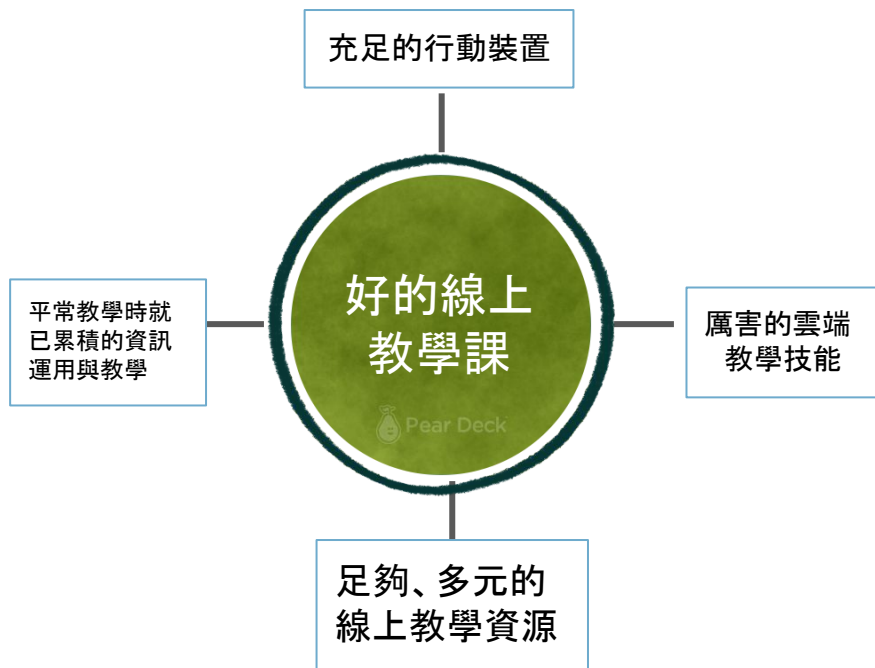 充足的行動裝置
好的線上
教學課
Pear Deck
平常教學時就
已累積的資訊
運用與教學
厲害的雲端
教學技能
足夠、多元的
線上教學資源